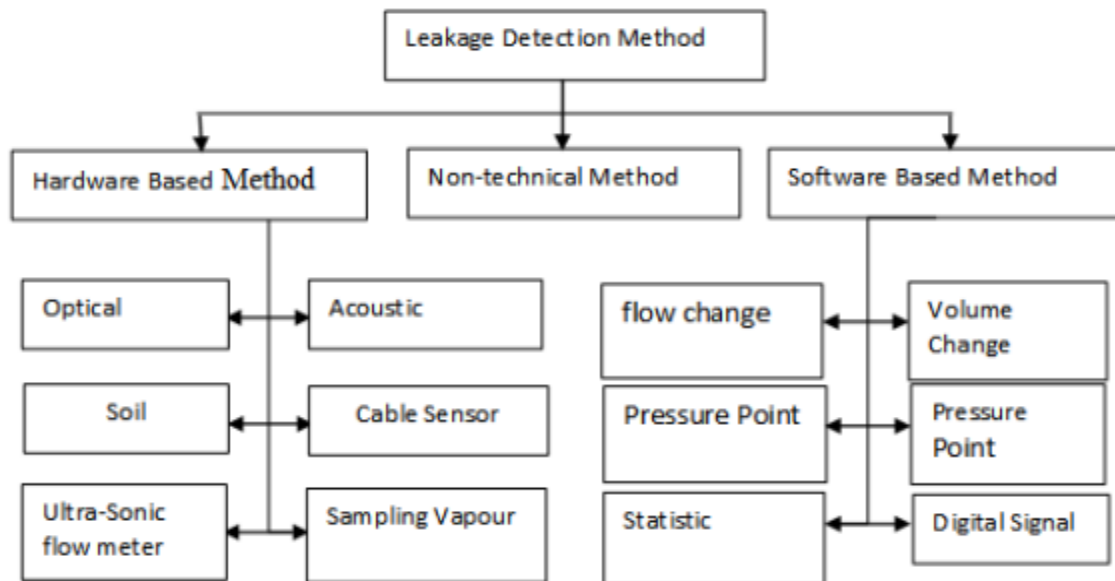 Leakage Detection Method
Hardware Based Method
Non-technical Method
Software Based Method
Optical
Acoustic
flow change
Volume
Change
Soil
Cable Sensor
Pressure Point
Pressure
Point
Ultra-Sonic
flow meter
Sampling Vapour
Statistic
Digital Signal